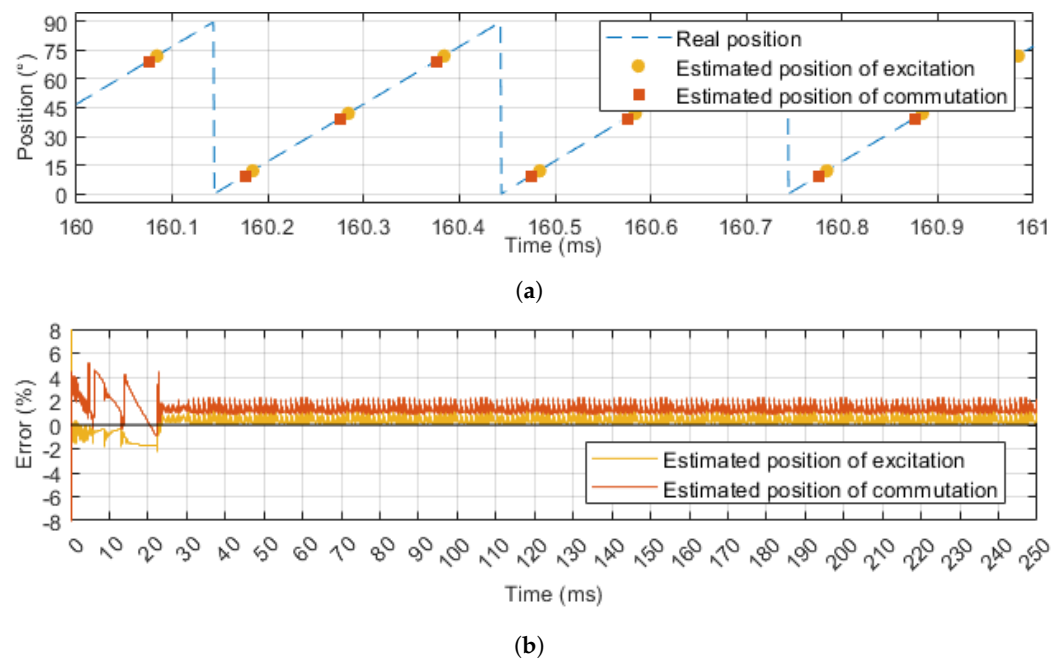 90
75
60
45
30
15
0
Position (°)
Real position
Estimated position of excitation
Estimated position of commutation
160 160.1 160.2 160.3 160.4 160.5 160.6 160.7 160.8 160.9 161
Time (ms)
(a)
8
6
4
2
0
-2
-4
-6
-8
Error (%)
Estimated position of excitation
Estimated position of commutation
0 10 20 30 40 50 60 70 80 90 100 110 120 130 140 150 160 170 180 190 200 210 220 230 240 250
Time (ms)
(b)